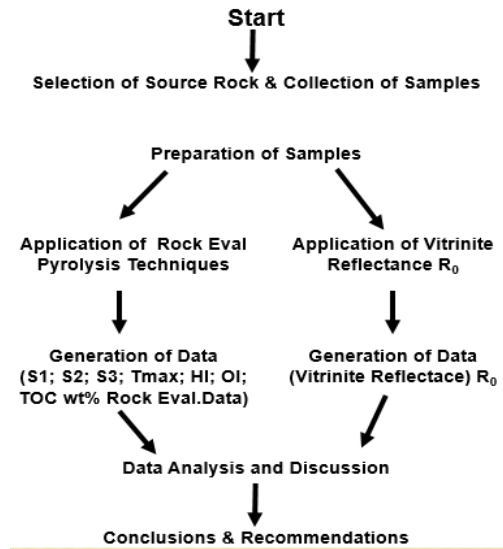 Start
Selection of Source Rock & Collection of Samples
Preparation of Samples
Application of Rock Eval
Pyrolysis Techniques
Application of Vitrinite
Reflectance R₀
Generation of Data
(S1; S2; S3; Tmax; HI; OI;
TOC wt% Rock Eval.Data)
Generation of Data
(Vitrinite Reflectace) R₀
Data Analysis and Discussion
Conclusions & Recommendations